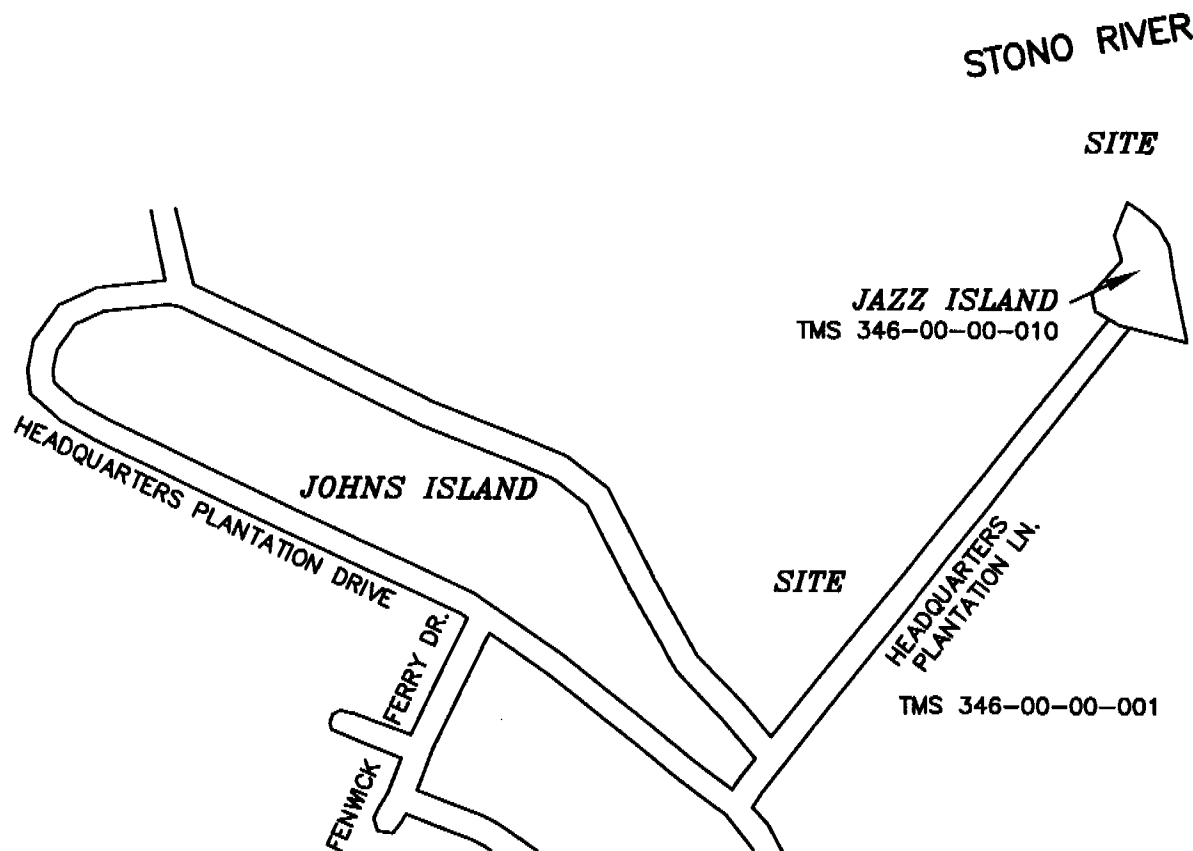 STONO RIVER
SITE
JAZZ ISLAND
TMS 346-00-00-010
HEADQUARTERS PLANTATION DRIVE
JOHNS ISLAND
SITE
HEADQUARTERS
PLANTATION LN.
TMS 346-00-00-001
FENWICK FERRY DR.